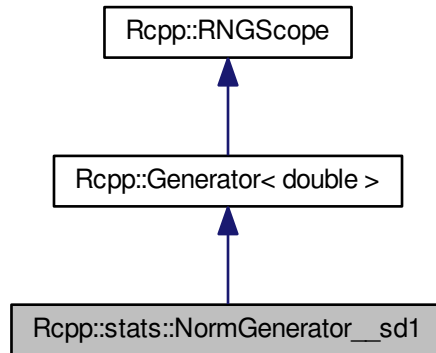 Rcpp::RNGScope
Rcpp::Generator< double >
Rcpp::stats::NormGenerator__sd1